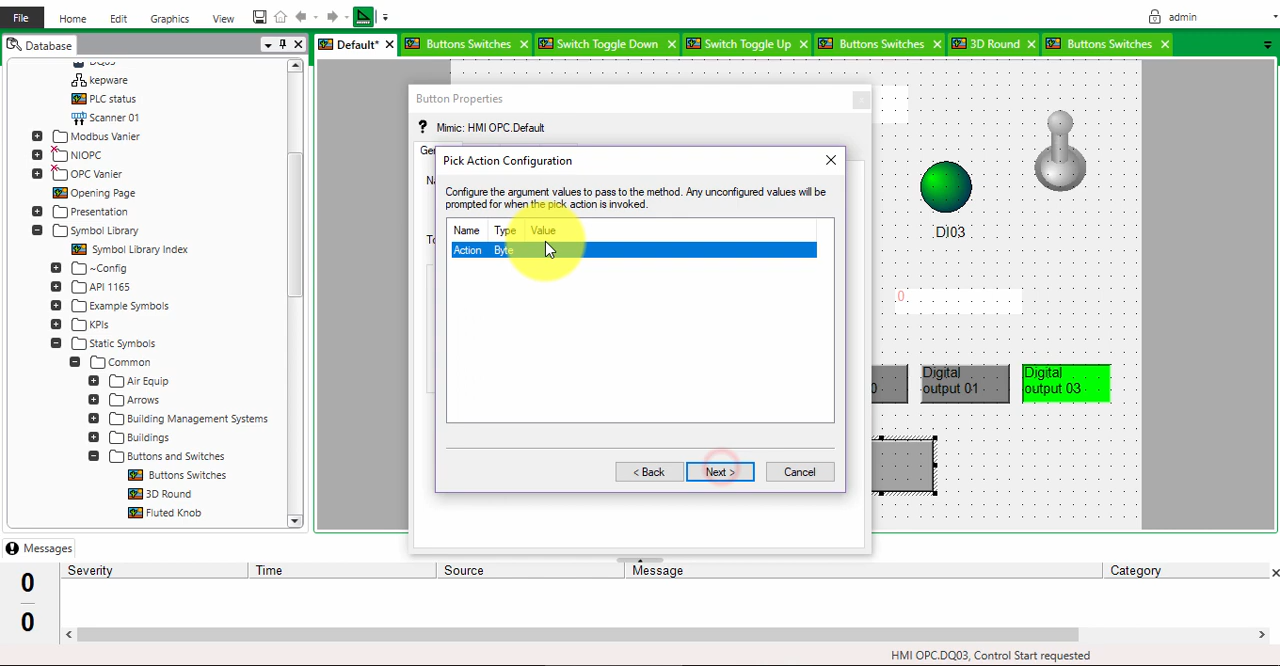 File
Home
Edit
Graphics
View
admin
Database
Default*
Buttons Switches
Switch Toggle Down
Switch Toggle Up
Buttons Switches
3D Round
Buttons Switches
DQ03
kepware
PLC status
Scanner 01
Modbus Vanier
NIOPC
OPC Vanier
Opening Page
Presentation
Symbol Library
Symbol Library Index
~Config
API 1165
Example Symbols
KPIs
Static Symbols
Common
Air Equip
Arrows
Building Management Systems
Buildings
Buttons and Switches
Buttons Switches
3D Round
Fluted Knob
Button Properties
? Mimic: HMI OPC.Default
Pick Action Configuration
Configure the argument values to pass to the method. Any unconfigured values will be
prompted for when the pick action is invoked.
Name Type Value
Action Byte
< Back
Next >
Cancel
DI03
0
0
Digital
output 01
Digital
output 03
Messages
0
0
Severity
Time
Source
Message
Category
HMI OPC.DQ03, Control Start requested